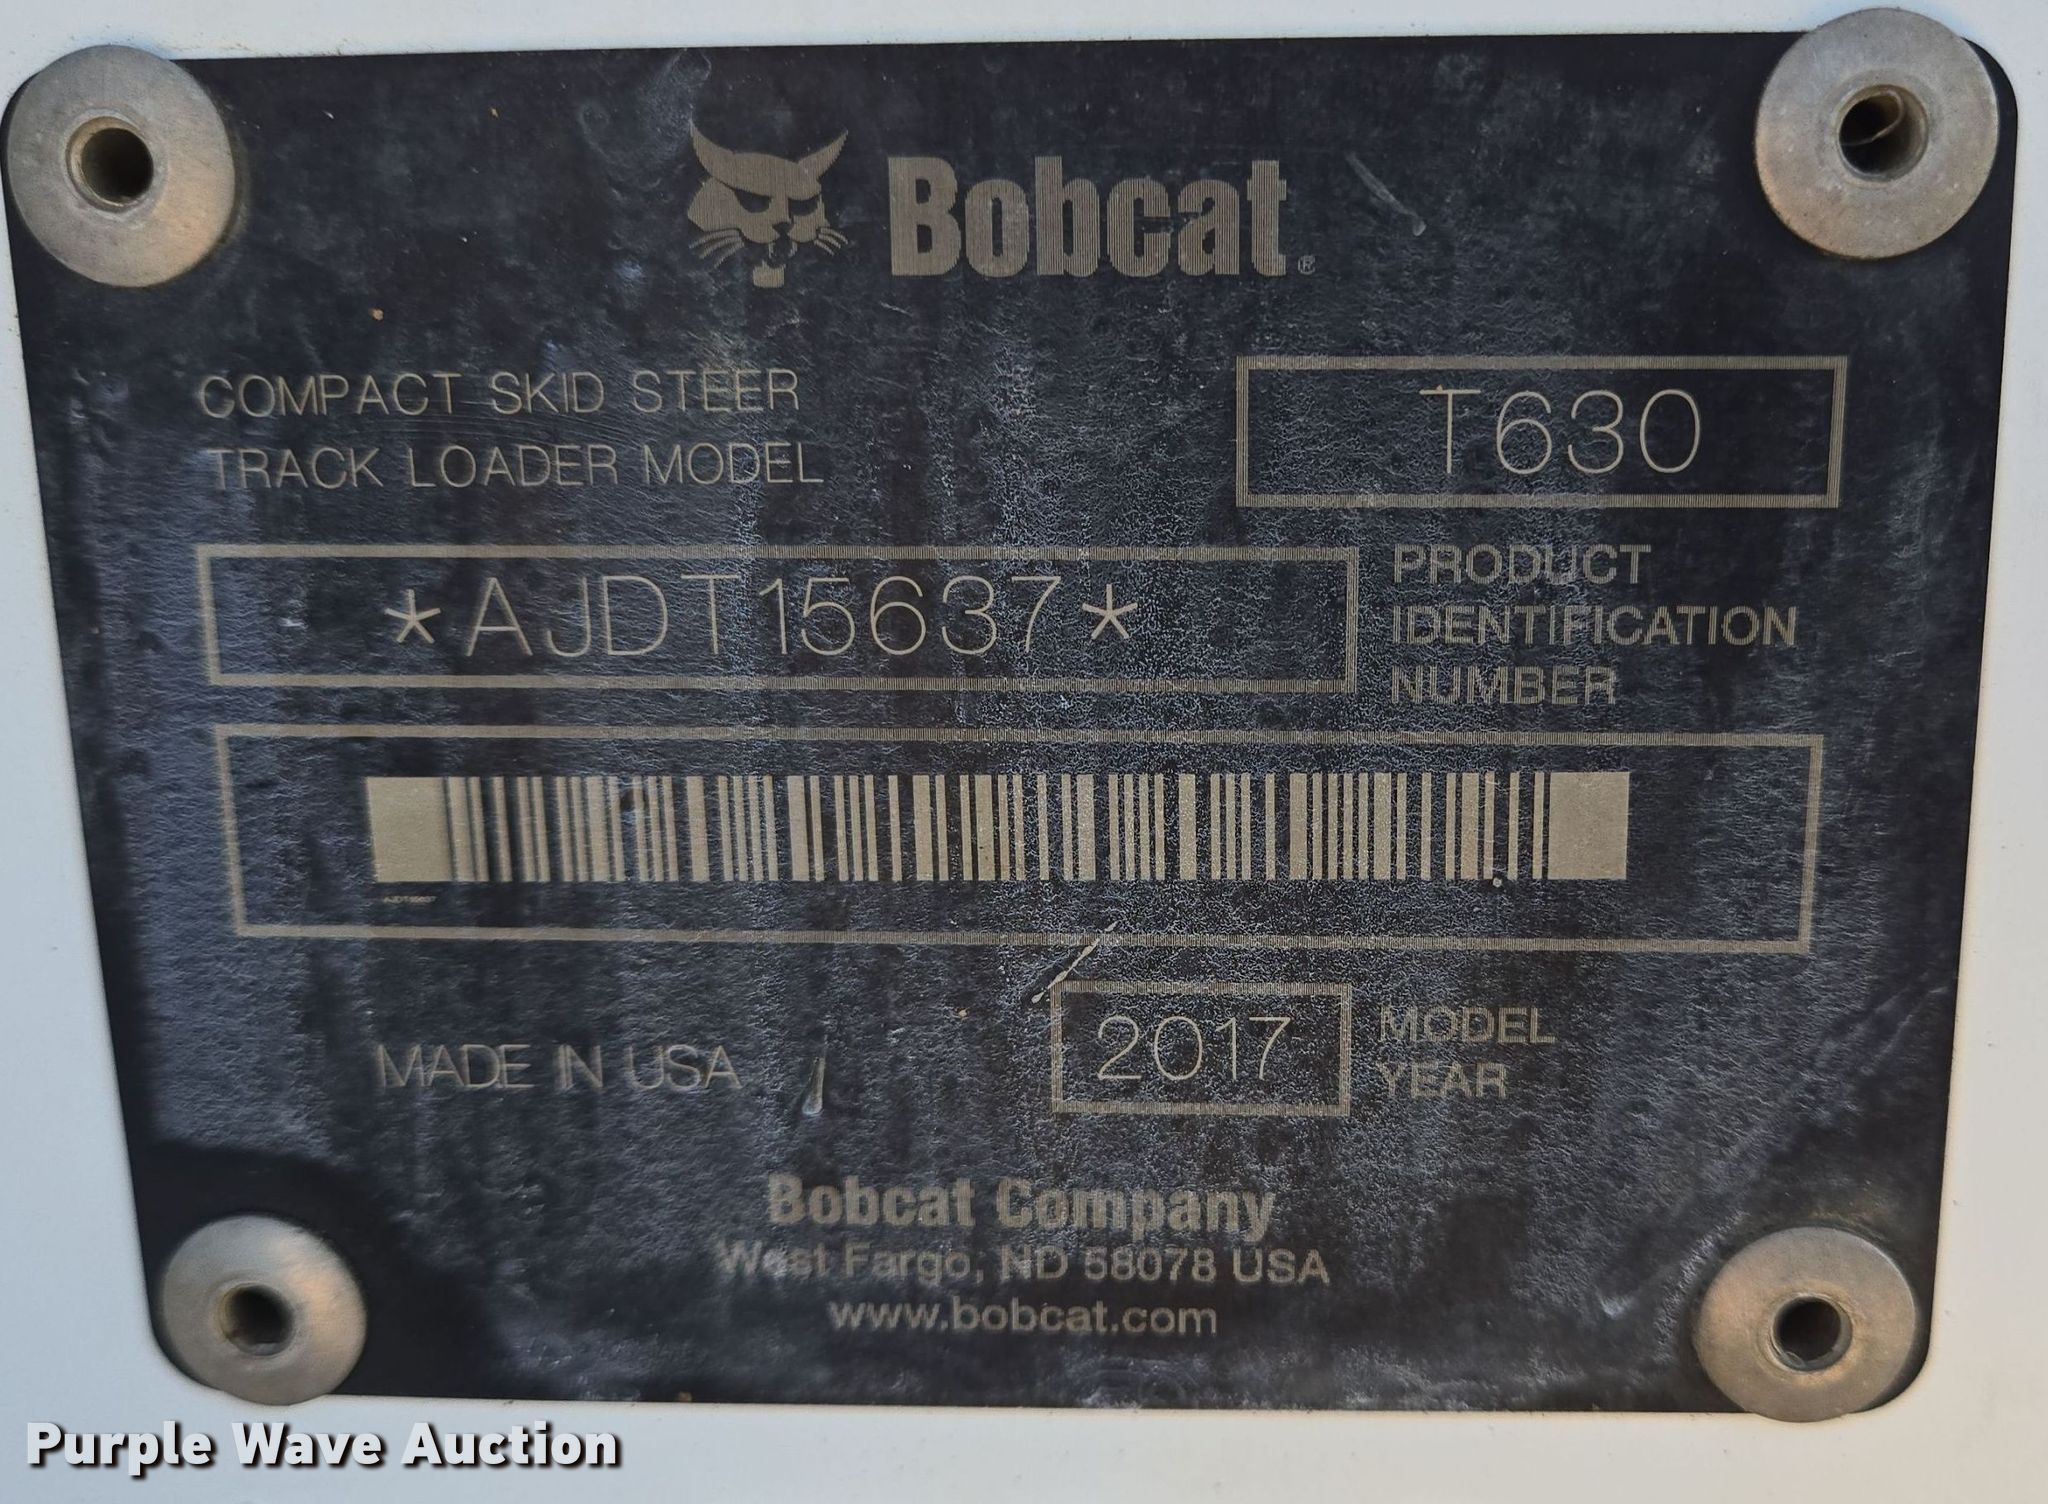 Bobcat®
COMPACT SKID STEER
TRACK LOADER MODEL
T630
*AJDT15637*
PRODUCT
IDENTIFICATION
NUMBER
AJDT15637
MADE IN USA
2017
MODEL
YEAR
Bobcat Company
West Fargo, ND 58078 USA
www.bobcat.com
Purple Wave Auction